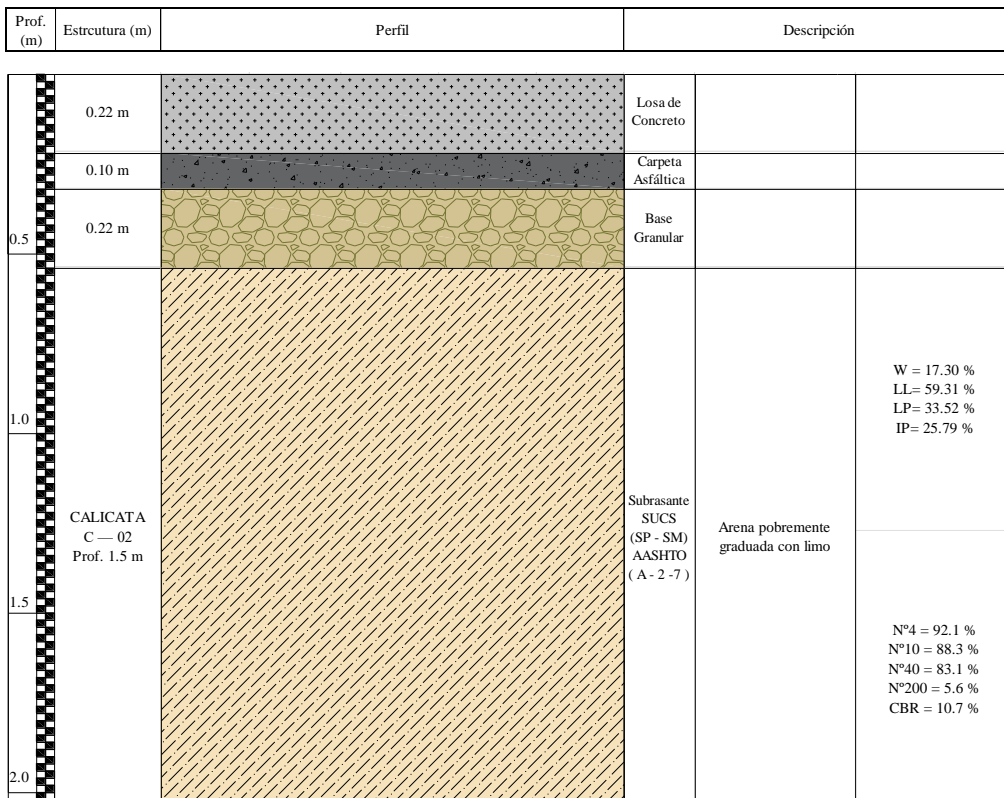 Prof.
(m)
Estrcutura (m)
Perfil
Descripción
0.22 m
Losa de
Concreto
0.10 m
Carpeta
Asfáltica
0.22 m
Base
Granular
0.5
1.0
1.5
2.0
CALICATA
C — 02
Prof. 1.5 m
Subrasante
SUCS
(SP - SM)
AASHTO
( A - 2 -7 )
Arena pobremente
graduada con limo
W = 17.30 %
LL= 59.31 %
LP= 33.52 %
IP= 25.79 %
Nº4 = 92.1 %
Nº10 = 88.3 %
Nº40 = 83.1 %
Nº200 = 5.6 %
CBR = 10.7 %